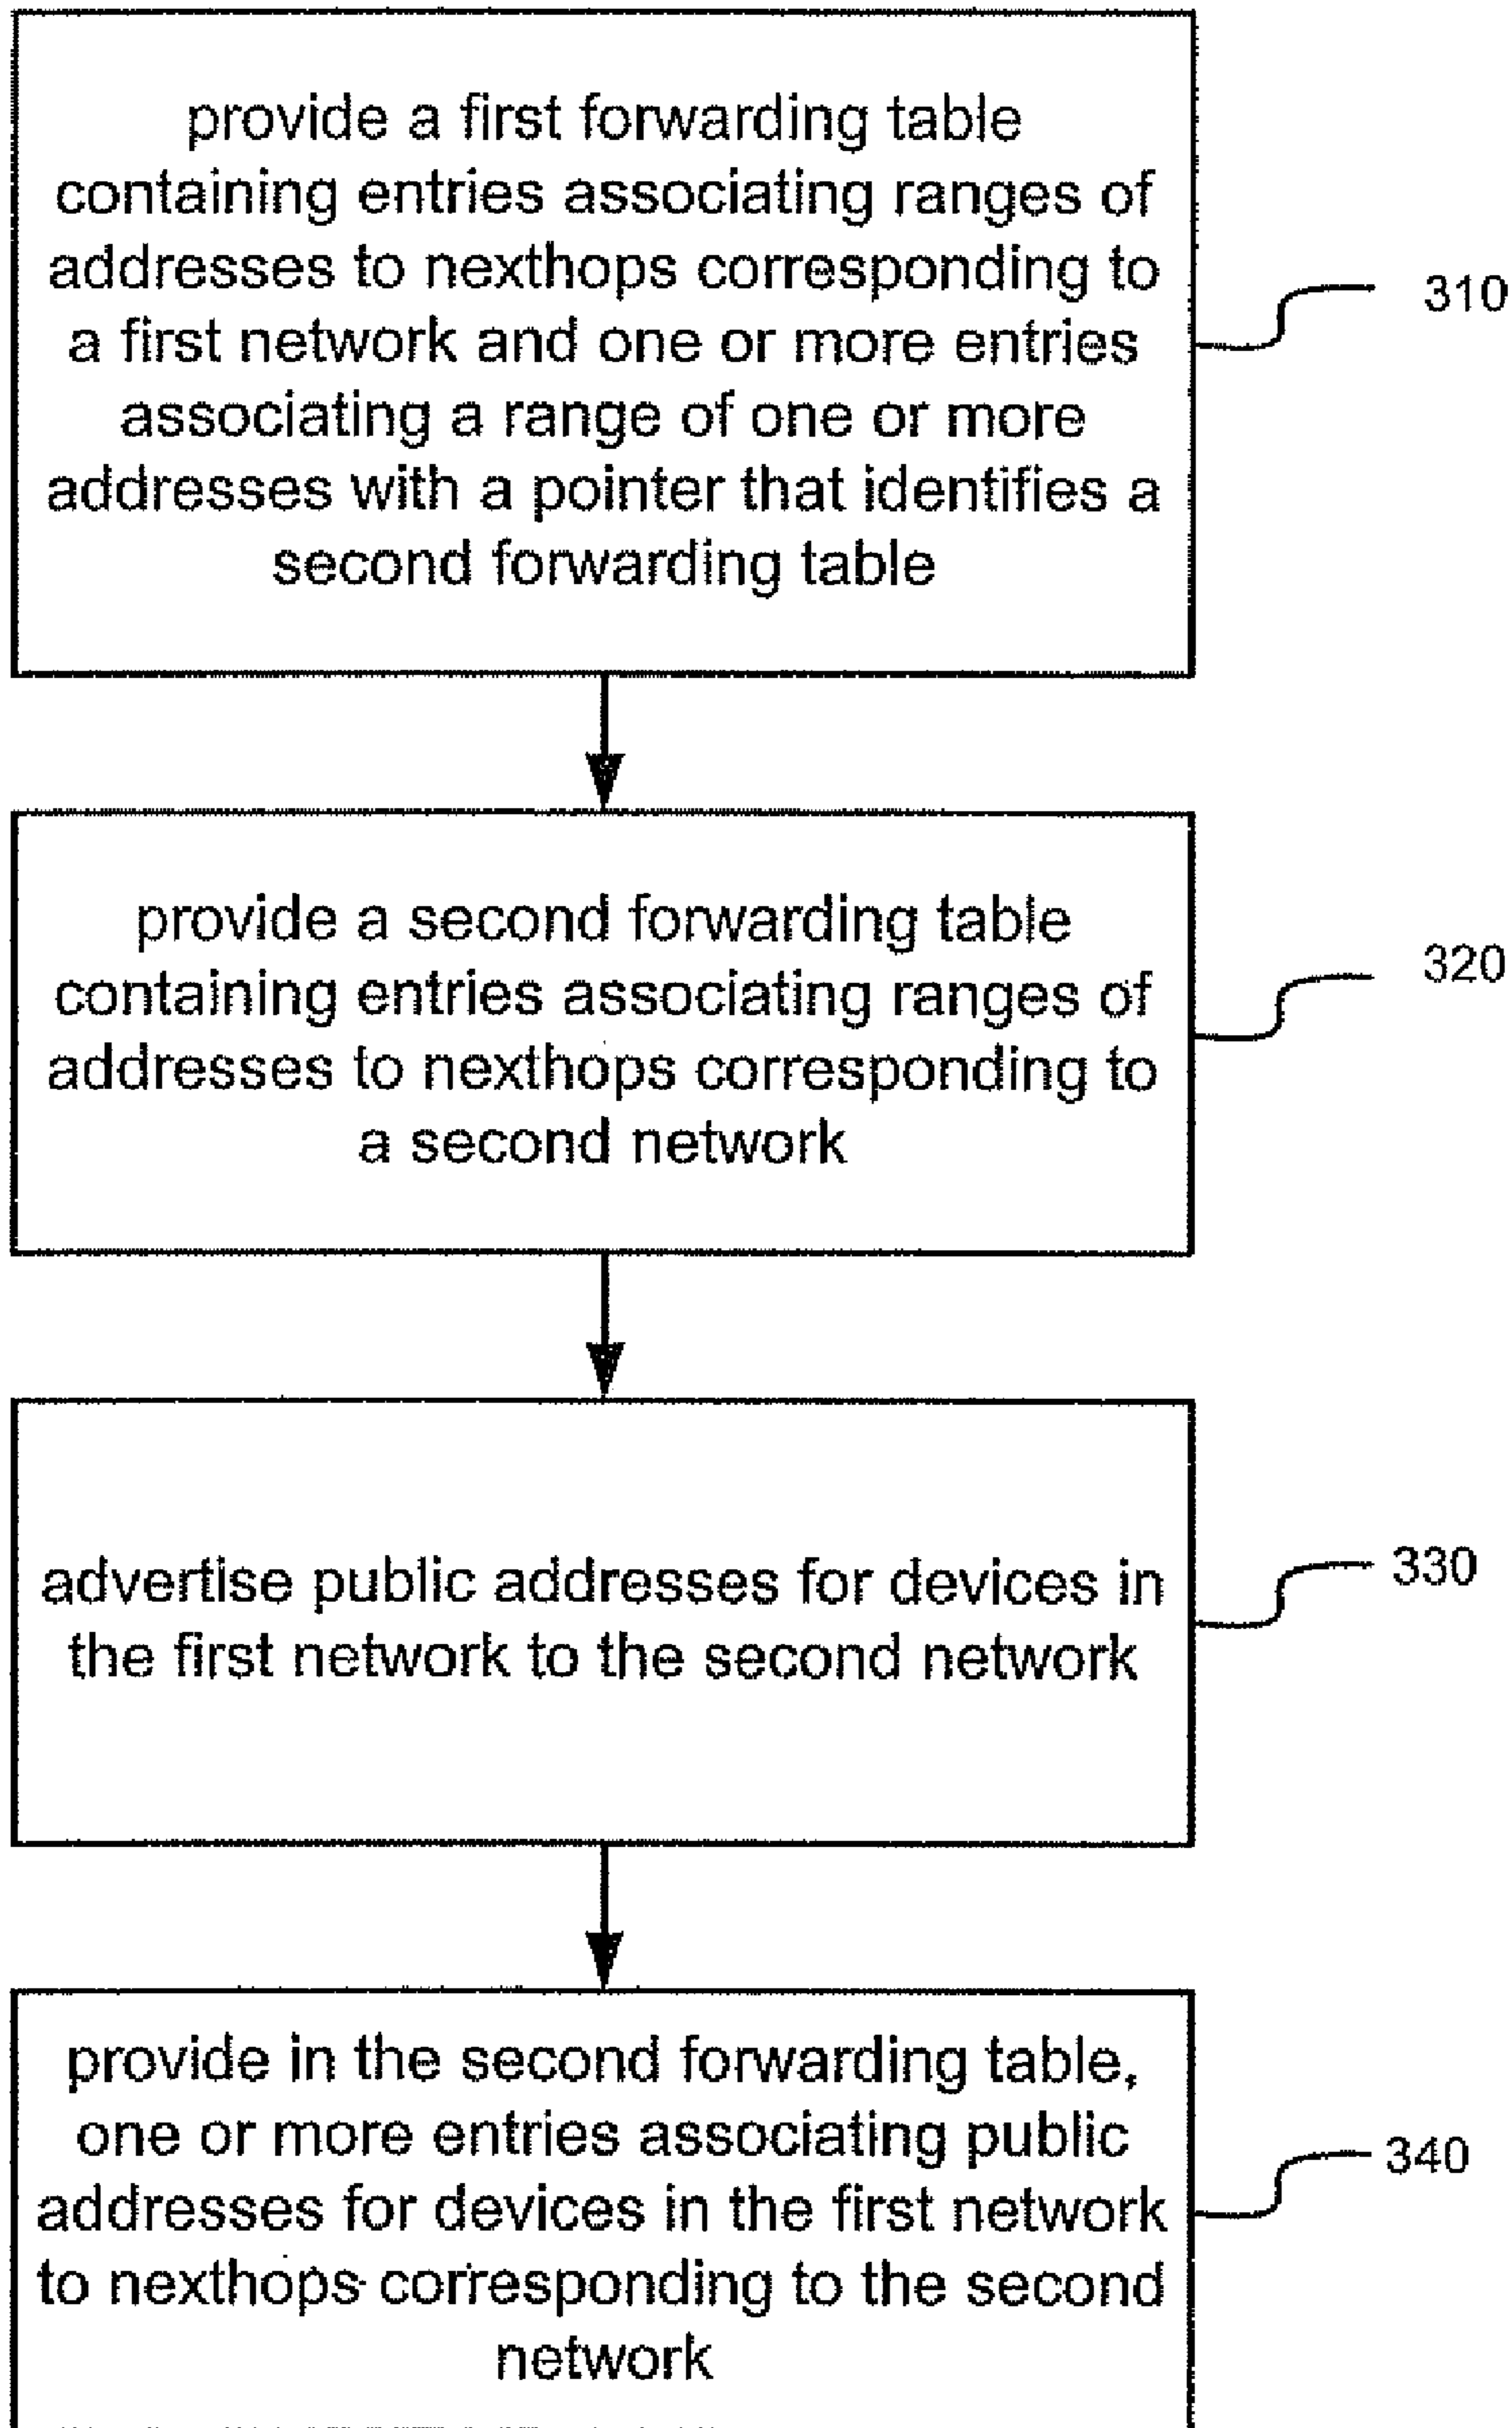 provide a first forwarding table
containing entries associating ranges of
addresses to nexthops corresponding to
a first network and one or more entries
associating a range of one or more
addresses with a pointer that identifies a
second forwarding table
310
provide a second forwarding table
containing entries associating ranges of
addresses to nexthops corresponding to
a second network
320
advertise public addresses for devices in
the first network to the second network
330
provide in the second forwarding table,
one or more entries associating public
addresses for devices in the first network
to nexthops corresponding to the second
network
340